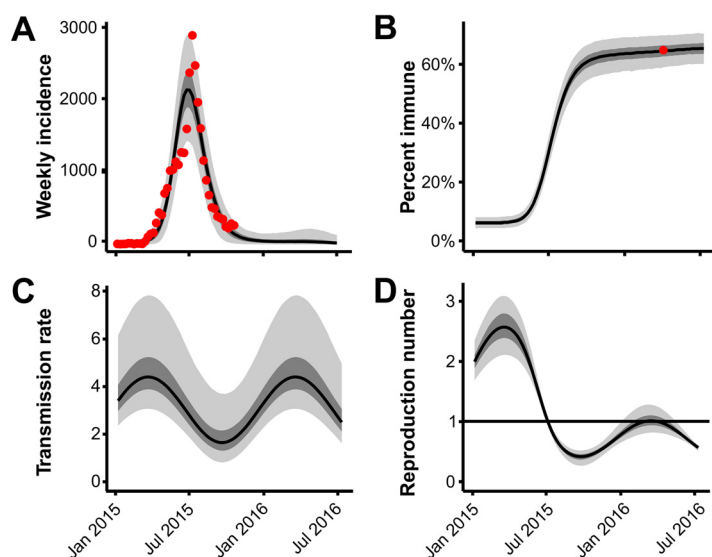 A
Weekly incidence
3000
2000
1000
0
B
Percent immune
60%
40%
20%
0%
C
Transmission rate
8
6
4
2
0
Jan 2015
Jul 2015
Jan 2016
Jul 2016
D
Reproduction number
3
2
1
0
Jan 2015
Jul 2015
Jan 2016
Jul 2016